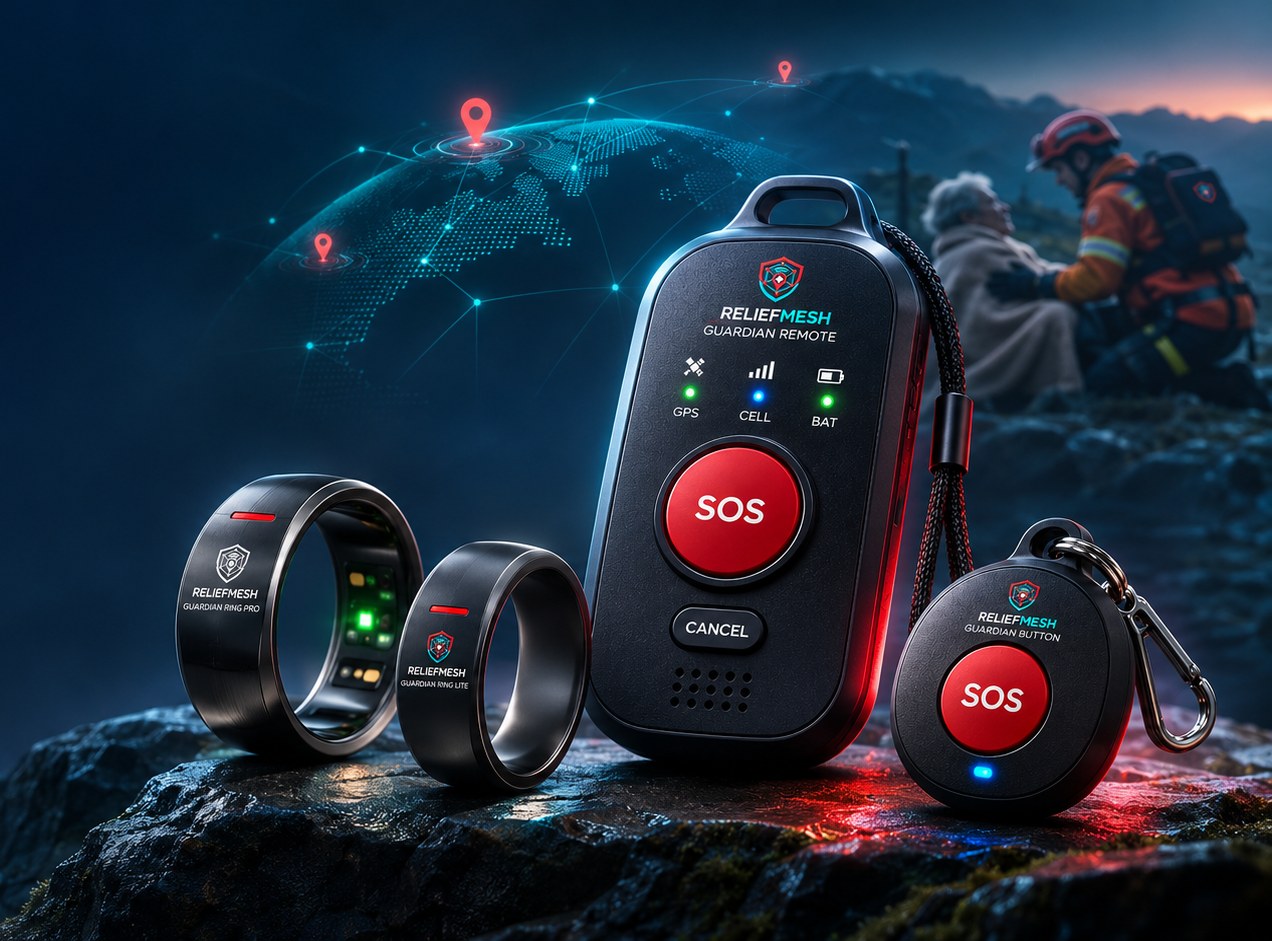 RELIEFMESH
GUARDIAN RING PRO
RELIEFMESH
GUARDIAN RING LITE
RELIEFMESH
GUARDIAN REMOTE
GPS
CELL
BAT
SOS
CANCEL
RELIEFMESH
GUARDIAN BUTTON
SOS